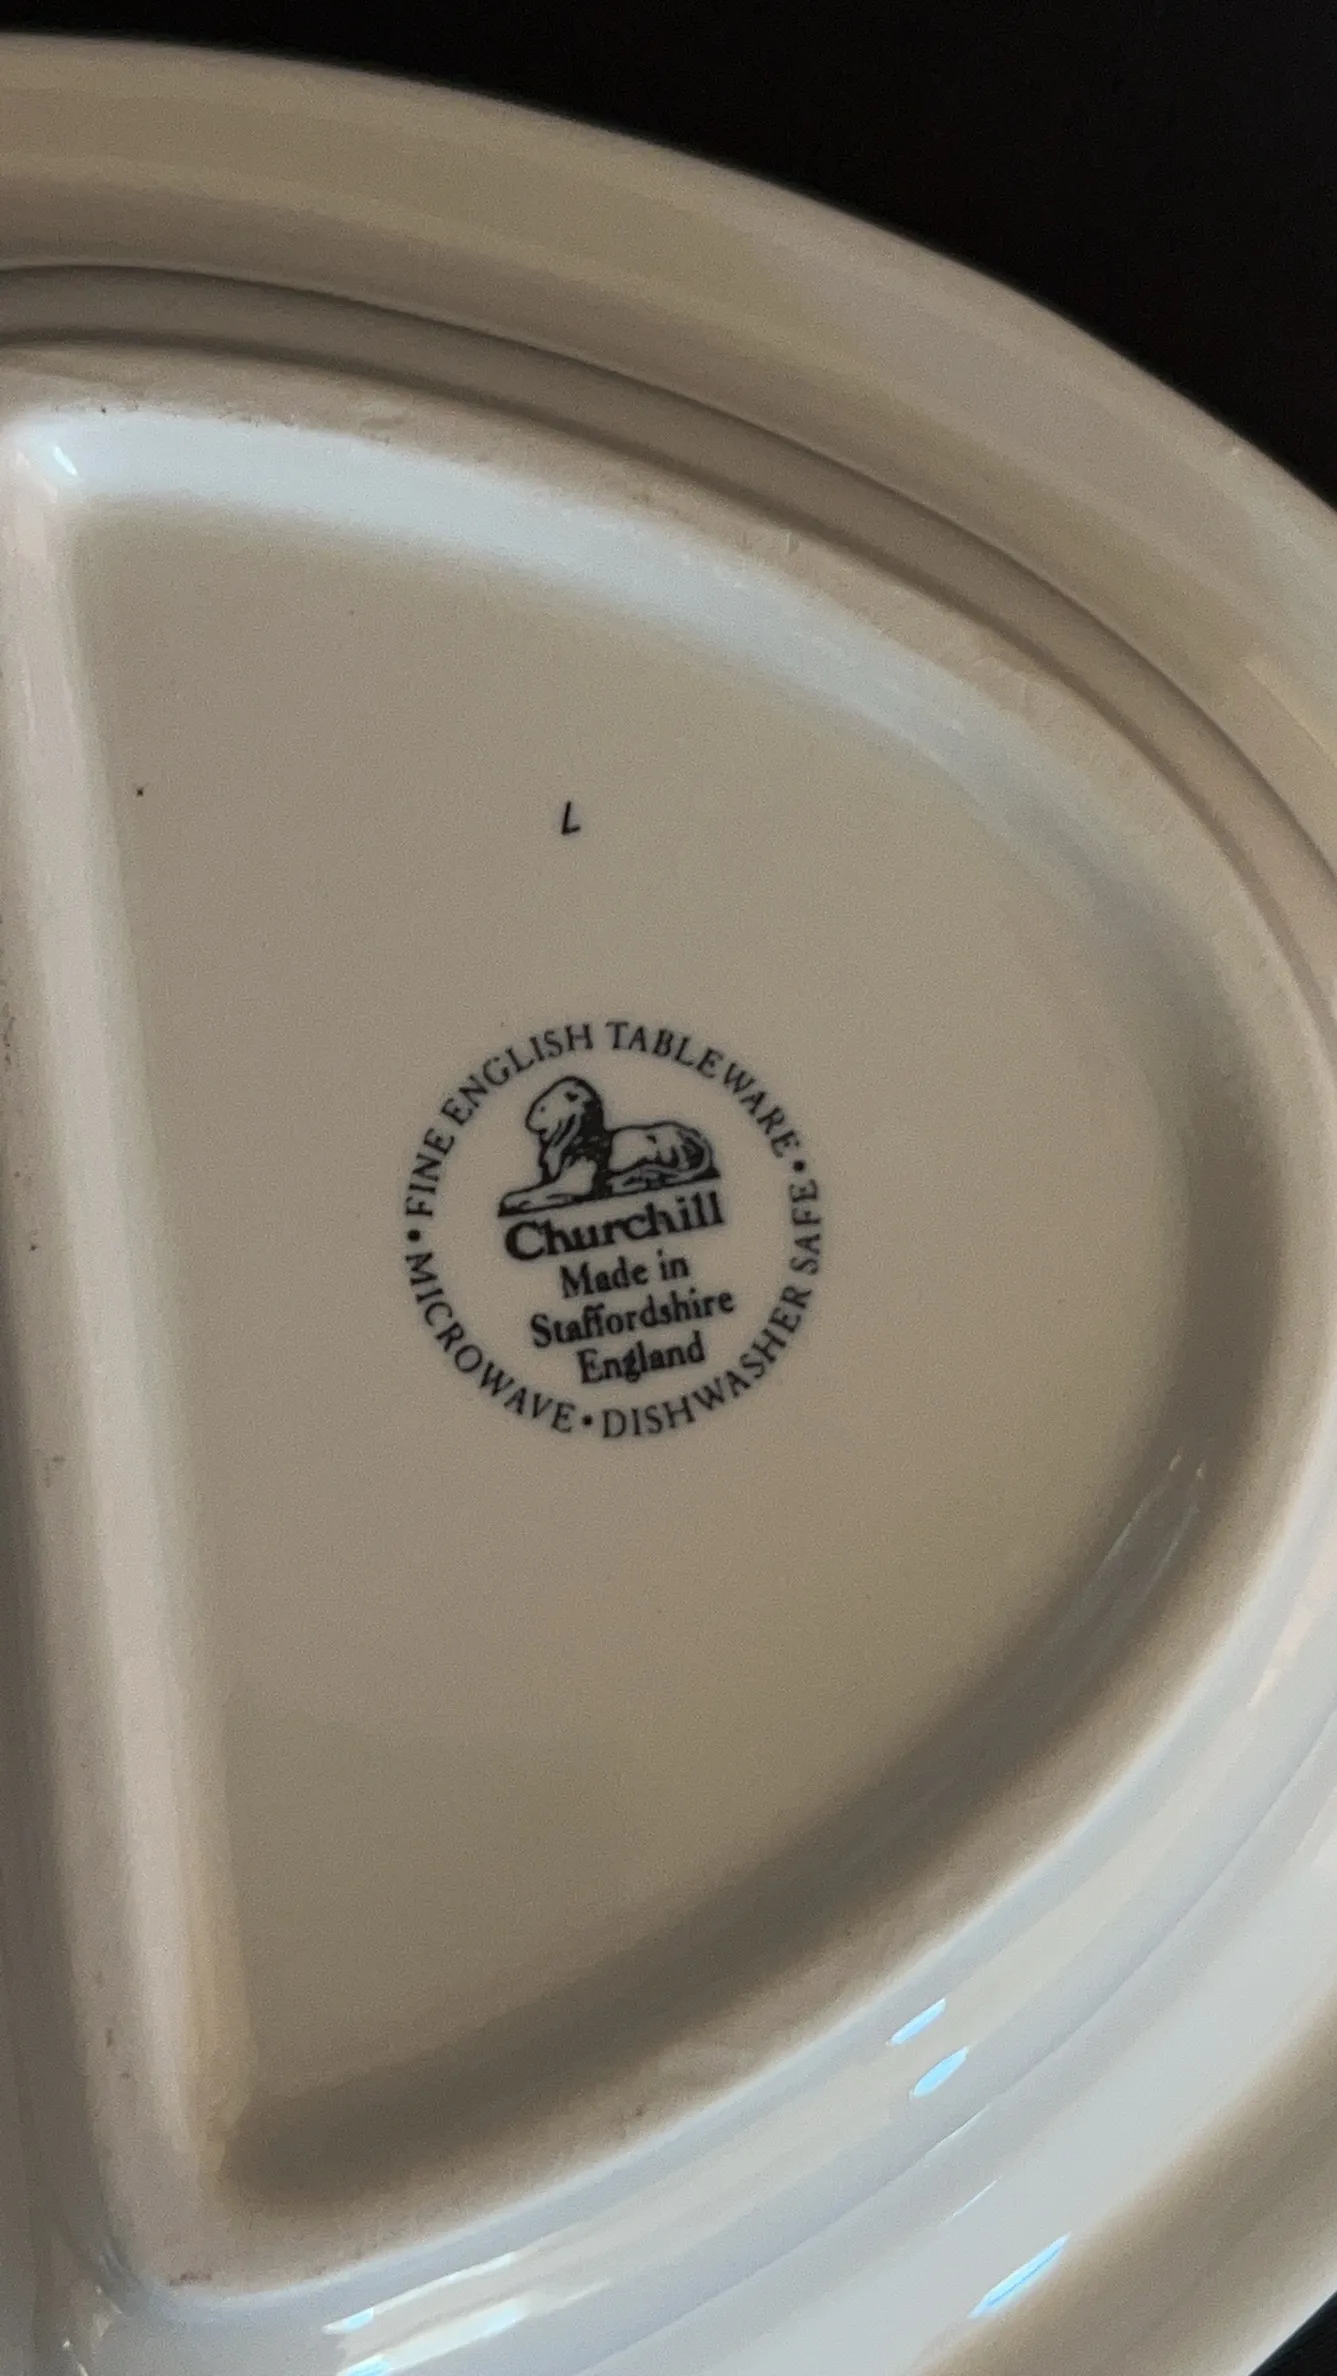 L
• FINE ENGLISH TABLEWARE •
Churchill
Made in
Staffordshire
England
MICROWAVE • DISHWASHER SAFE